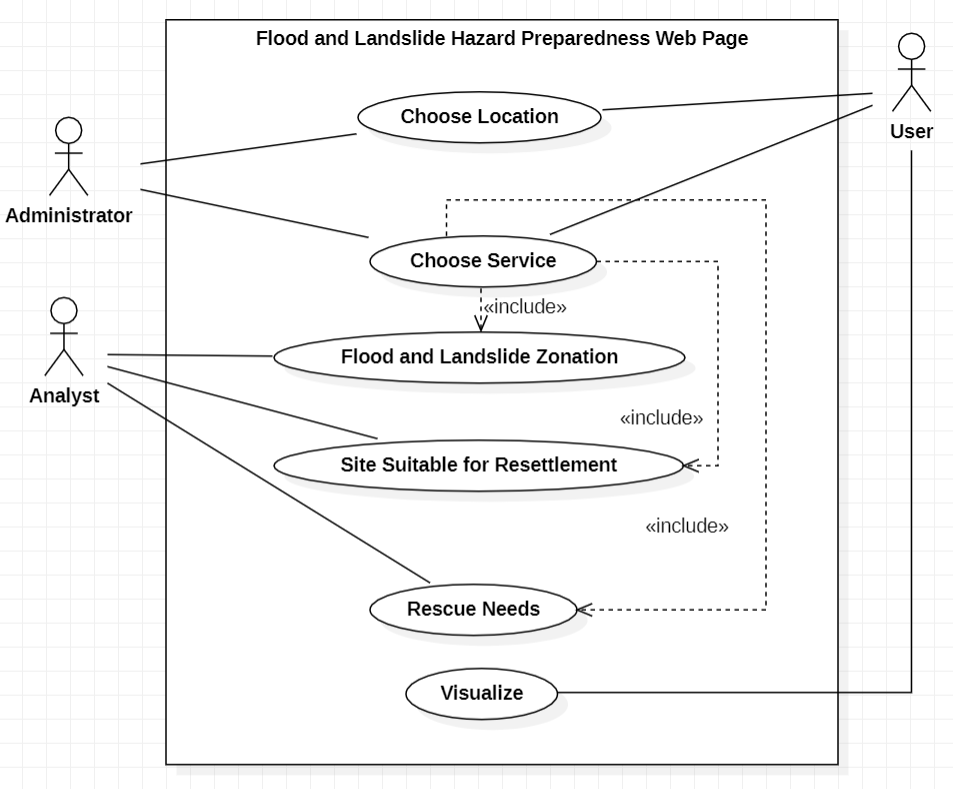 Flood and Landslide Hazard Preparedness Web Page
Choose Location
User
Administrator
Choose Service
«include»
Flood and Landslide Zonation
Analyst
«include»
Site Suitable for Resettlement
«include»
Rescue Needs
Visualize